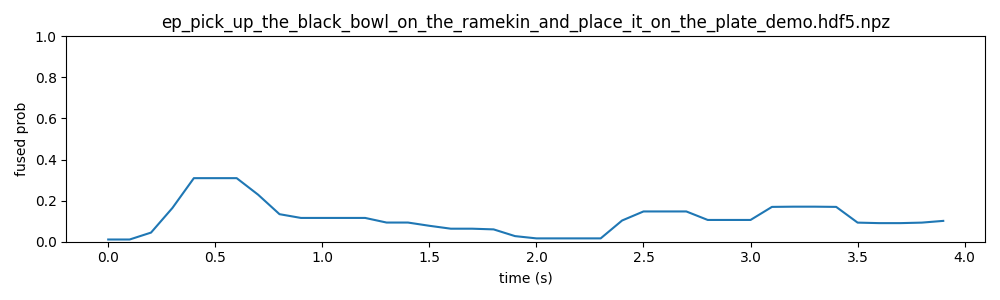 ep_pick_up_the_black_bowl_on_the_ramekin_and_place_it_on_the_plate_demo.hdf5.npz
fused prob
1.0
0.8
0.6
0.4
0.2
0.0
0.0 0.5 1.0 1.5 2.0 2.5 3.0 3.5 4.0
time (s)